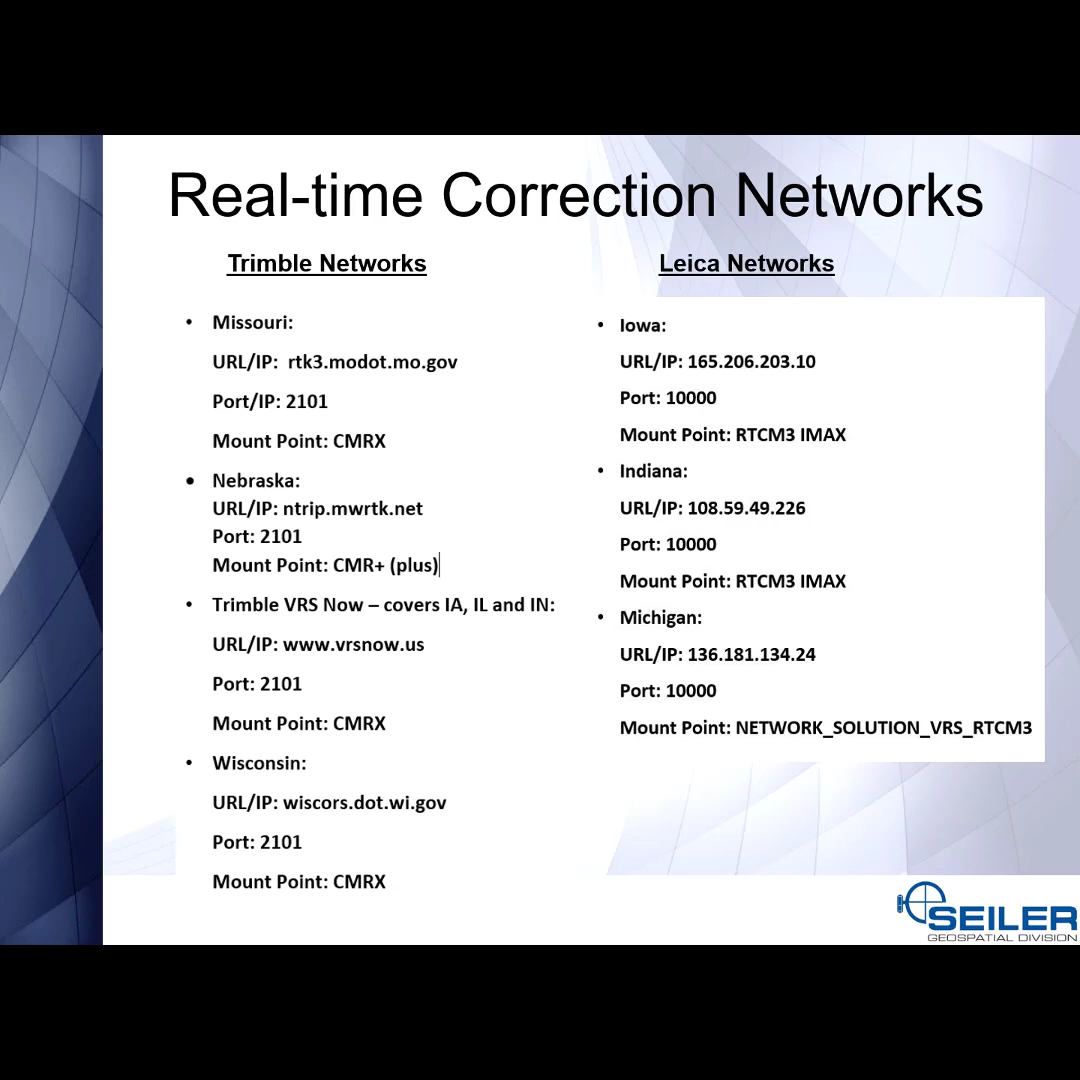 Real-time Correction Networks
Trimble Networks
• Missouri:
URL/IP: rtk3.modot.mo.gov
Port/IP: 2101
Mount Point: CMRX
• Nebraska:
URL/IP: ntrip.mwrtk.net
Port: 2101
Mount Point: CMR+ (plus)
• Trimble VRS Now – covers IA, IL and IN:
URL/IP: www.vrsnow.us
Port: 2101
Mount Point: CMRX
• Wisconsin:
URL/IP: wiscors.dot.wi.gov
Port: 2101
Mount Point: CMRX
Leica Networks
• Iowa:
URL/IP: 165.206.203.10
Port: 10000
Mount Point: RTCM3 IMAX
• Indiana:
URL/IP: 108.59.49.226
Port: 10000
Mount Point: RTCM3 IMAX
• Michigan:
URL/IP: 136.181.134.24
Port: 10000
Mount Point: NETWORK_SOLUTION_VRS_RTCM3
SEILER
GEOSPATIAL DIVISION